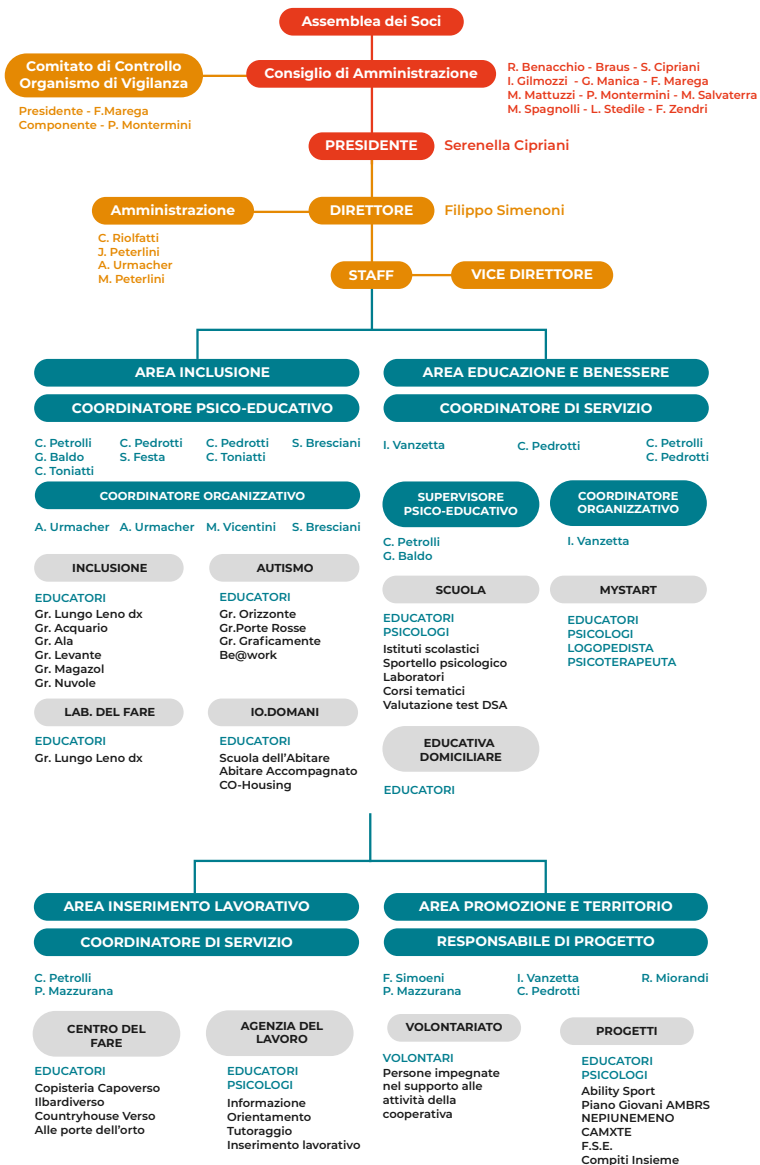 Assemblea dei Soci
Comitato di Controllo
Organismo di Vigilanza
Consiglio di Amministrazione
R. Benacchio - Braus - S. Cipriani
I. Gilmozzi - G. Manica - F. Marega
M. Mattuzzi - P. Montermini - M. Salvaterra
M. Spagnolli - L. Stedile - F. Zendri
Presidente - F.Marega
Componente - P. Montermini
PRESIDENTE
Serenella Cipriani
Amministrazione
DIRETTORE
Filippo Simenoni
C. Riolfatti
J. Peterlini
A. Urmacher
M. Peterlini
STAFF
VICE DIRETTORE
AREA INCLUSIONE
COORDINATORE PSICO-EDUCATIVO
C. Petrolli
G. Baldo
C. Toniatti
C. Pedrotti
S. Festa
C. Pedrotti
C. Toniatti
S. Bresciani
COORDINATORE ORGANIZZATIVO
A. Urmacher
A. Urmacher
M. Vicentini
S. Bresciani
INCLUSIONE
EDUCATORI
Gr. Lungo Leno dx
Gr. Acquario
Gr. Ala
Gr. Levante
Gr. Magazol
Gr. Nuvole
AUTISMO
EDUCATORI
Gr. Orizzonte
Gr.Porte Rosse
Gr. Graficamente
Be@work
LAB. DEL FARE
EDUCATORI
Gr. Lungo Leno dx
IO.DOMANI
EDUCATORI
Scuola dell'Abitare
Abitare Accompagnato
CO-Housing
AREA EDUCAZIONE E BENESSERE
COORDINATORE DI SERVIZIO
I. Vanzetta
C. Pedrotti
C. Petrolli
C. Pedrotti
SUPERVISORE
PSICO-EDUCATIVO
C. Petrolli
G. Baldo
COORDINATORE
ORGANIZZATIVO
I. Vanzetta
SCUOLA
EDUCATORI
PSICOLOGI
Istituti scolastici
Sportello psicologico
Laboratori
Corsi tematici
Valutazione test DSA
MYSTART
EDUCATORI
PSICOLOGI
LOGOPEDISTA
PSICOTERAPEUTA
EDUCATIVA
DOMICILIARE
EDUCATORI
AREA INSERIMENTO LAVORATIVO
COORDINATORE DI SERVIZIO
C. Petrolli
P. Mazzurana
CENTRO DEL
FARE
EDUCATORI
Copisteria Capoverso
Ilbardiverso
Countryhouse Verso
Alle porte dell'orto
AGENZIA DEL
LAVORO
EDUCATORI
PSICOLOGI
Informazione
Orientamento
Tutoraggio
Inserimento lavorativo
AREA PROMOZIONE E TERRITORIO
RESPONSABILE DI PROGETTO
F. Simoeni
P. Mazzurana
I. Vanzetta
C. Pedrotti
R. Miorandi
VOLONTARIATO
VOLONTARI
Persone impegnate
nel supporto alle
attività della
cooperativa
PROGETTI
EDUCATORI
PSICOLOGI
Ability Sport
Piano Giovani AMBRS
NEPIUNEMENO
CAMXTE
F.S.E.
Compiti Insieme